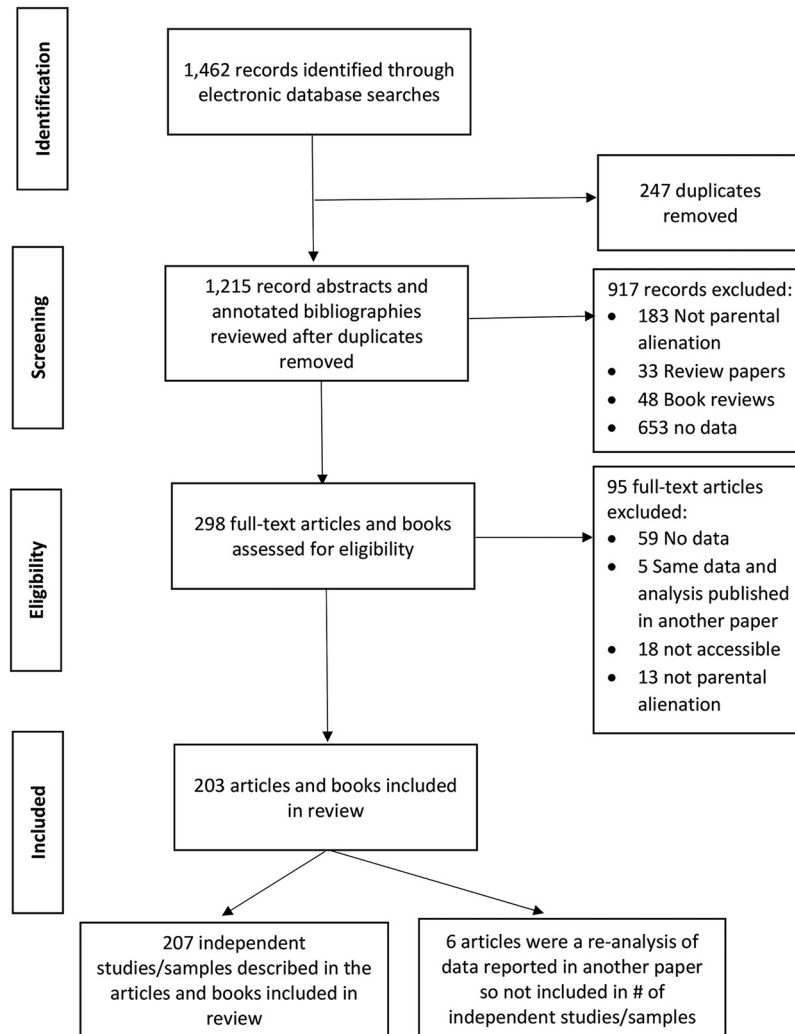 Identification
1,462 records identified through
electronic database searches
247 duplicates
removed
Screening
1,215 record abstracts and
annotated bibliographies
reviewed after duplicates
removed
917 records excluded:
• 183 Not parental
alienation
• 33 Review papers
• 48 Book reviews
• 653 no data
Eligibility
298 full-text articles and books
assessed for eligibility
95 full-text articles
excluded:
• 59 No data
• 5 Same data and
analysis published
in another paper
• 18 not accessible
• 13 not parental
alienation
Included
203 articles and books included
in review
207 independent
studies/samples described in the
articles and books included in
review
6 articles were a re-analysis of
data reported in another paper
so not included in # of
independent studies/samples